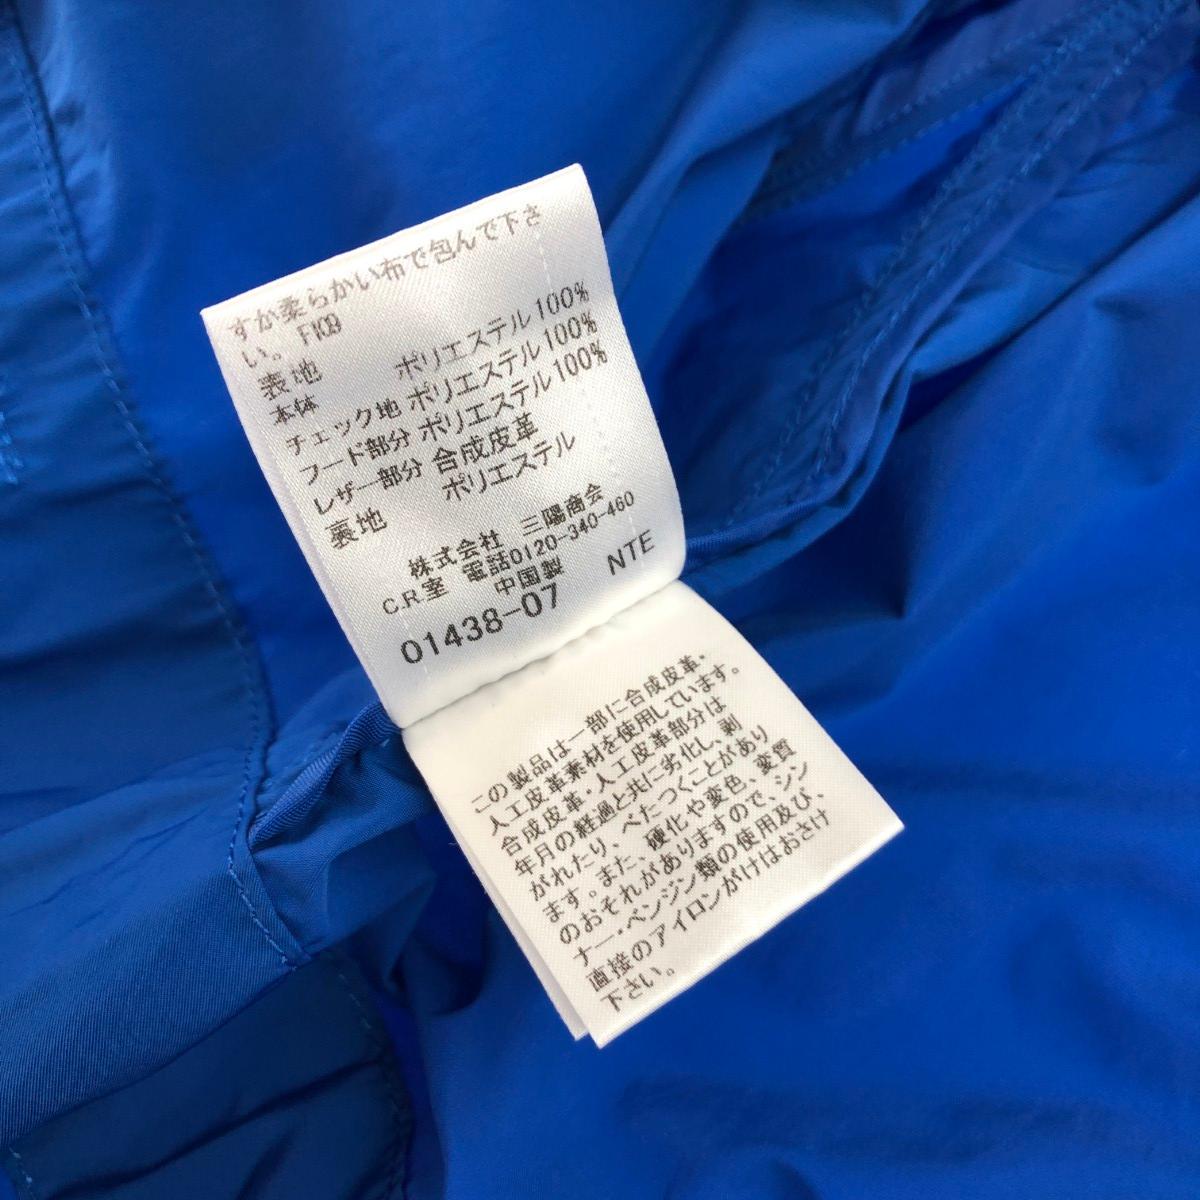 すか柔らかい布で包んで下さ
い。 FK09
表地
本体 ポリエステル100%
チェック地 ポリエステル100%
フード部分 ポリエステル100%
レザー部分 合成皮革
裏地 ポリエステル
株式会社 三陽商会
C.R.室 電話0120-340-460
中国製
01438-07 NTE
この製品は一部に合成皮革・
人工皮革素材を使用しています。
合成皮革・人工皮革部分は
年月の経過と共に劣化し、剥
がれたり、べたつくことがあり
ます。また、硬化や変色、変質
のおそれがありますので、シン
ナー・ベンジン類の使用及び、
直接のアイロンがけはおさけ
下さい。